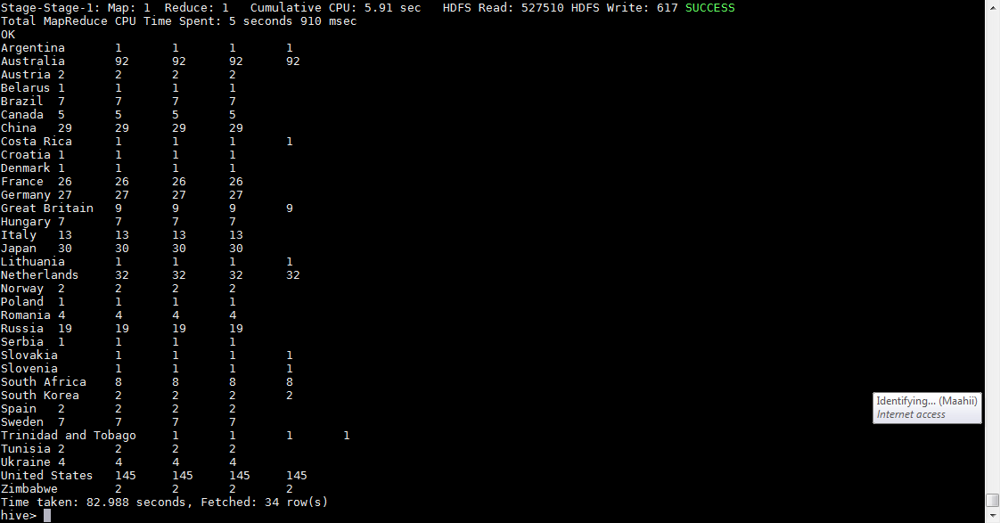 Stage-Stage-1: Map: 1  Reduce: 1   Cumulative CPU: 5.91 sec   HDFS Read: 527510 HDFS Write: 617 SUCCESS
Total MapReduce CPU Time Spent: 5 seconds 910 msec
OK
Argentina       1       1       1       1
Australia       92      92      92      92
Austria 2       2       2       2
Belarus 1       1       1       1
Brazil  7       7       7       7
Canada  5       5       5       5
China   29      29      29      29
Costa Rica      1       1       1       1
Croatia 1       1       1       1
Denmark 1       1       1       1
France  26      26      26      26
Germany 27      27      27      27
Great Britain   9       9       9       9
Hungary 7       7       7       7
Italy   13      13      13      13
Japan   30      30      30      30
Lithuania       1       1       1       1
Netherlands     32      32      32      32
Norway  2       2       2       2
Poland  1       1       1       1
Romania 4       4       4       4
Russia  19      19      19      19
Serbia  1       1       1       1
Slovakia        1       1       1       1
Slovenia        1       1       1       1
South Africa    8       8       8       8
South Korea     2       2       2       2
Spain   2       2       2       2
Sweden  7       7       7       7
Trinidad and Tobago     1       1       1       1
Tunisia 2       2       2       2
Ukraine 4       4       4       4
United States   145     145     145     145
Zimbabwe        2       2       2       2
Time taken: 82.988 seconds, Fetched: 34 row(s)
hive>
Identifying... (Maahii)
Internet access